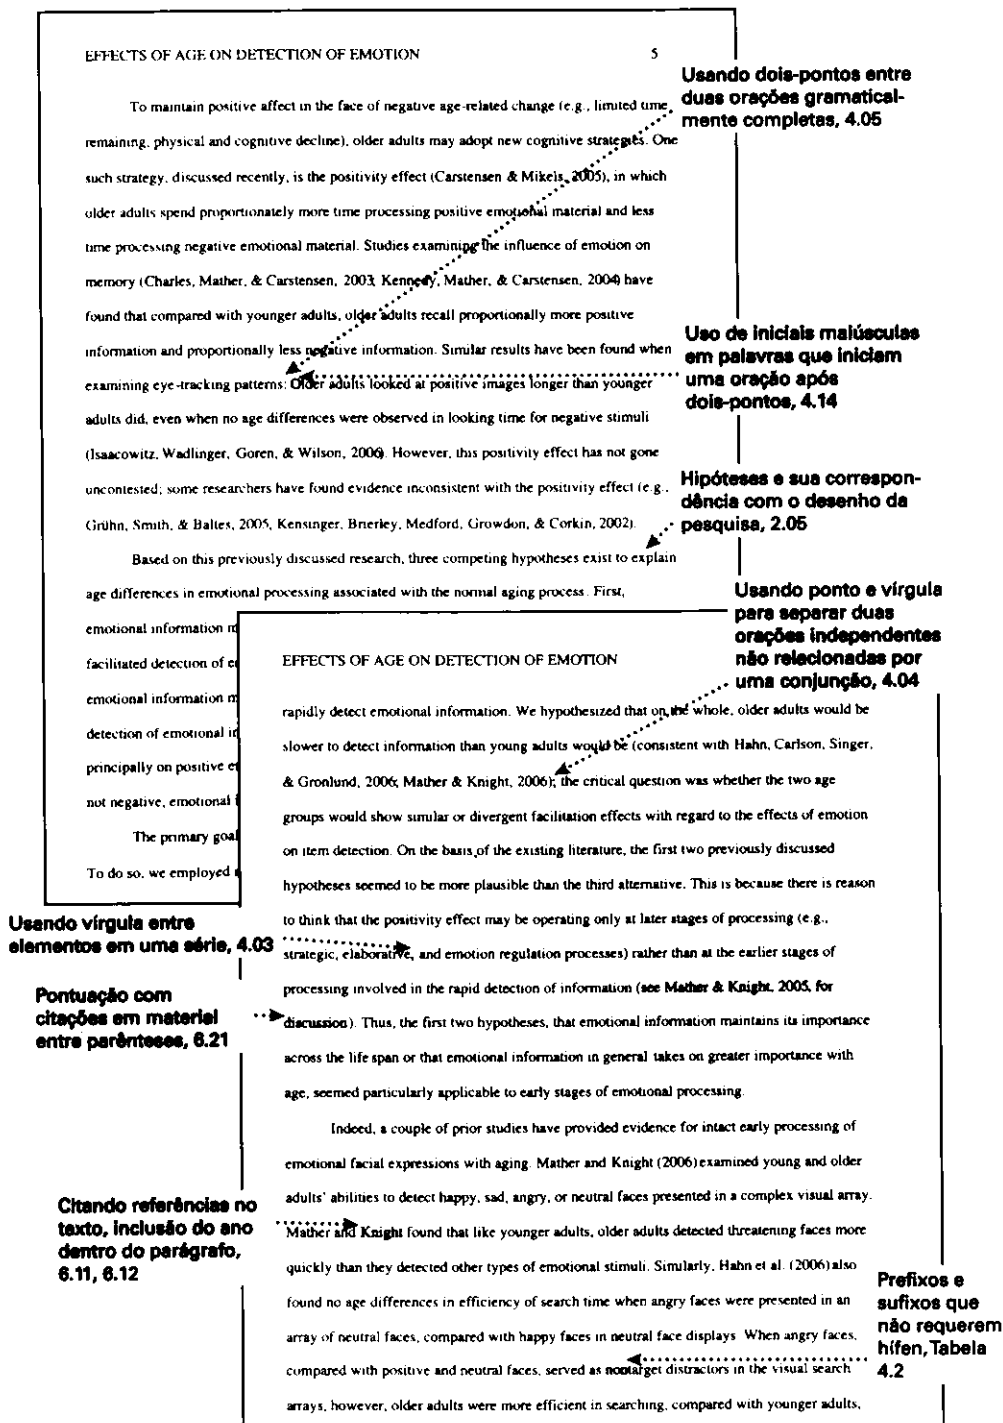 EFFECTS OF AGE ON DETECTION OF EMOTION 5
To maintain positive affect in the face of negative age-related change (e.g., limited time
remaining, physical and cognitive decline), older adults may adopt new cognitive strategies. One
such strategy, discussed recently, is the positivity effect (Carstensen & Mikels, 2005), in which
older adults spend proportionately more time processing positive emotional material and less
time processing negative emotional material. Studies examining the influence of emotion on
memory (Charles, Mather, & Carstensen, 2003; Kennedy, Mather, & Carstensen, 2004) have
found that compared with younger adults, older adults recall proportionally more positive
information and proportionally less negative information. Similar results have been found when
examining eye-tracking patterns: Older adults looked at positive images longer than younger
adults did, even when no age differences were observed in looking time for negative stimuli
(Isaacowitz, Wadlinger, Goren, & Wilson, 2006). However, this positivity effect has not gone
uncontested; some researchers have found evidence inconsistent with the positivity effect (e.g.,
Grühn, Smith, & Baltes, 2005, Kensinger, Brierley, Medford, Growdon, & Corkin, 2002).
Based on this previously discussed research, three competing hypotheses exist to explain
age differences in emotional processing associated with the normal aging process. First,
emotional information m
facilitated detection of e
emotional information m
detection of emotional i
principally on positive e
not negative, emotional
The primary goal
To do so, we employed
Usando dois-pontos entre
duas orações gramatical-
mente completas, 4.05
Uso de iniciais maiúsculas
em palavras que iniciam
uma oração após
dois-pontos, 4.14
Hipóteses e sua correspon-
dência com o desenho da
pesquisa, 2.05
Usando ponto e vírgula
para separar duas
orações independentes
não relacionadas por
uma conjunção, 4.04
EFFECTS OF AGE ON DETECTION OF EMOTION
rapidly detect emotional information. We hypothesized that on the whole, older adults would be
slower to detect information than young adults would be (consistent with Hahn, Carlson, Singer,
& Gronlund, 2006; Mather & Knight, 2006); the critical question was whether the two age
groups would show similar or divergent facilitation effects with regard to the effects of emotion
on item detection. On the basis of the existing literature, the first two previously discussed
hypotheses seemed to be more plausible than the third alternative. This is because there is reason
to think that the positivity effect may be operating only at later stages of processing (e.g.,
strategic, elaborative, and emotion regulation processes) rather than at the earlier stages of
processing involved in the rapid detection of information (see Mather & Knight, 2005, for
discussion). Thus, the first two hypotheses, that emotional information maintains its importance
across the life span or that emotional information in general takes on greater importance with
age, seemed particularly applicable to early stages of emotional processing.
Indeed, a couple of prior studies have provided evidence for intact early processing of
emotional facial expressions with aging. Mather and Knight (2006) examined young and older
adults' abilities to detect happy, sad, angry, or neutral faces presented in a complex visual array.
Mather and Knight found that like younger adults, older adults detected threatening faces more
quickly than they detected other types of emotional stimuli. Similarly, Hahn et al. (2006) also
found no age differences in efficiency of search time when angry faces were presented in an
array of neutral faces, compared with happy faces in neutral face displays. When angry faces,
compared with positive and neutral faces, served as nontarget distractors in the visual search
arrays, however, older adults were more efficient in searching, compared with younger adults,
Usando vírgula entre
elementos em uma série, 4.03
Pontuação com
citações em material
entre parênteses, 6.21
Citando referências no
texto, inclusão do ano
dentro do parágrafo,
6.11, 6.12
Prefixos e
sufixos que
não requerem
hífen, Tabela
4.2